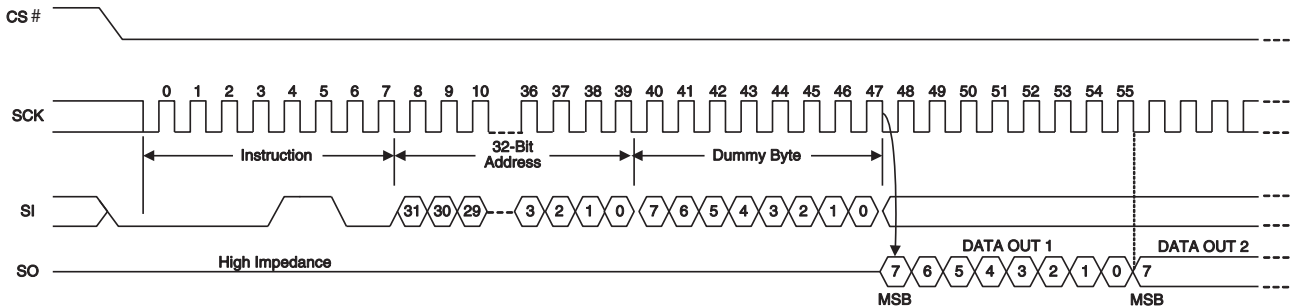 CS #
0 1 2 3 4 5 6 7 8 9 10 36 37 38 39 40 41 42 43 44 45 46 47 48 49 50 51 52 53 54 55
SCK
Instruction
32-Bit
Address
Dummy Byte
SI
31 30 29 3 2 1 0 7 6 5 4 3 2 1 0
DATA OUT 1
DATA OUT 2
High Impedance
SO
7 6 5 4 3 2 1 0 7
MSB
MSB